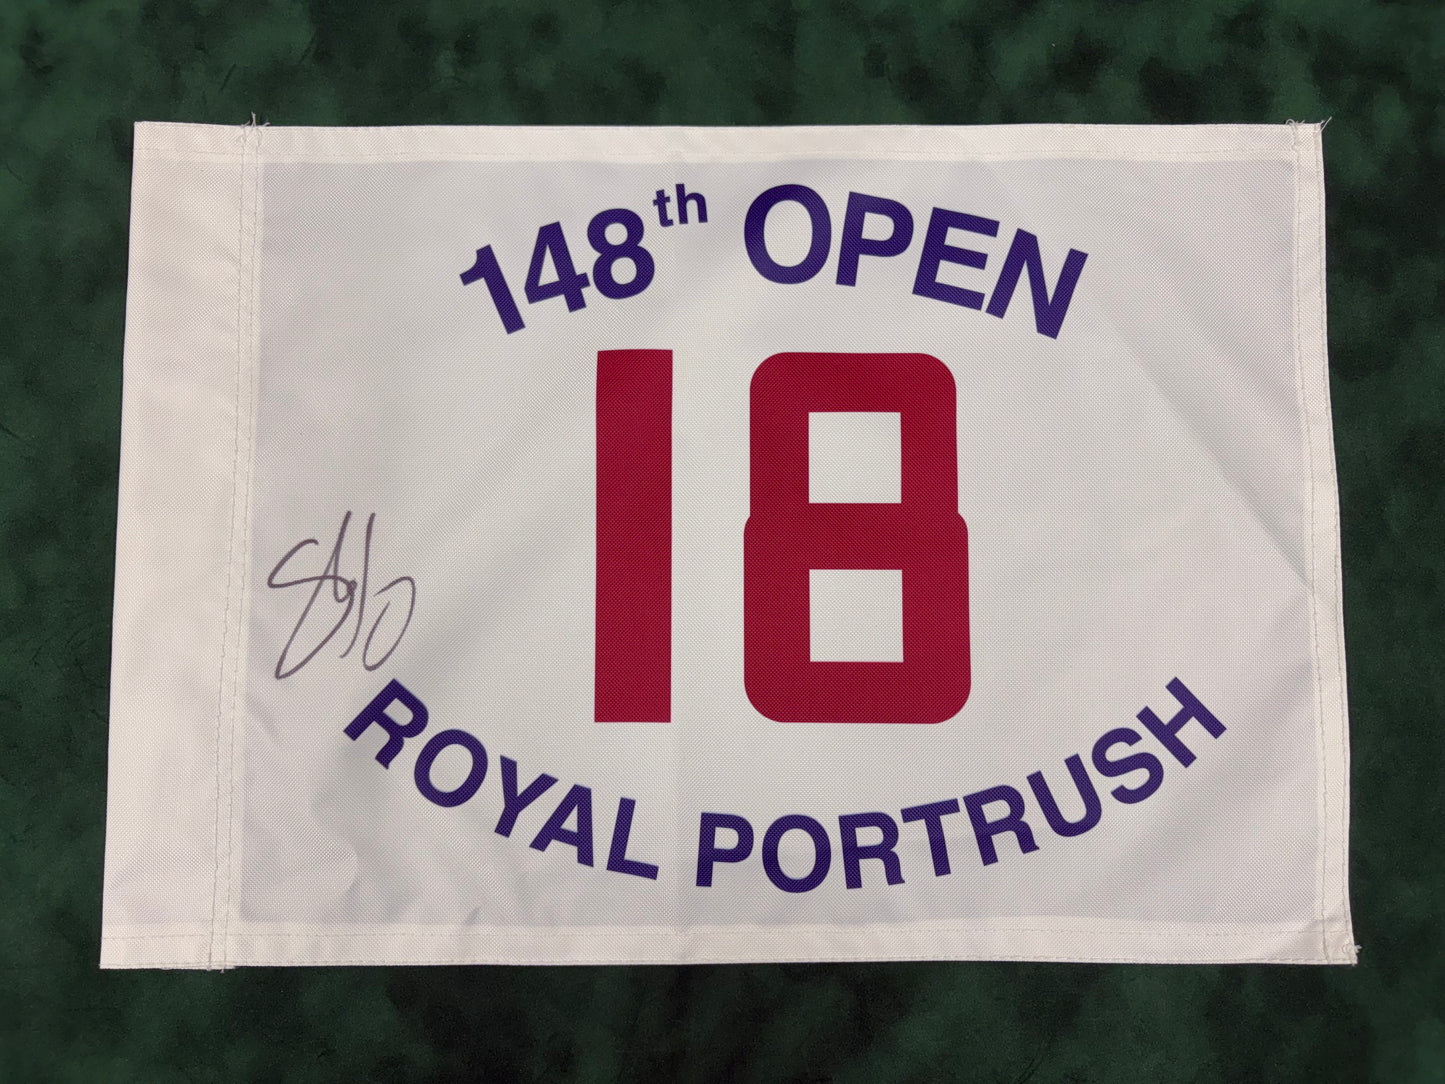 148th OPEN
18
ROYAL PORTRUSH